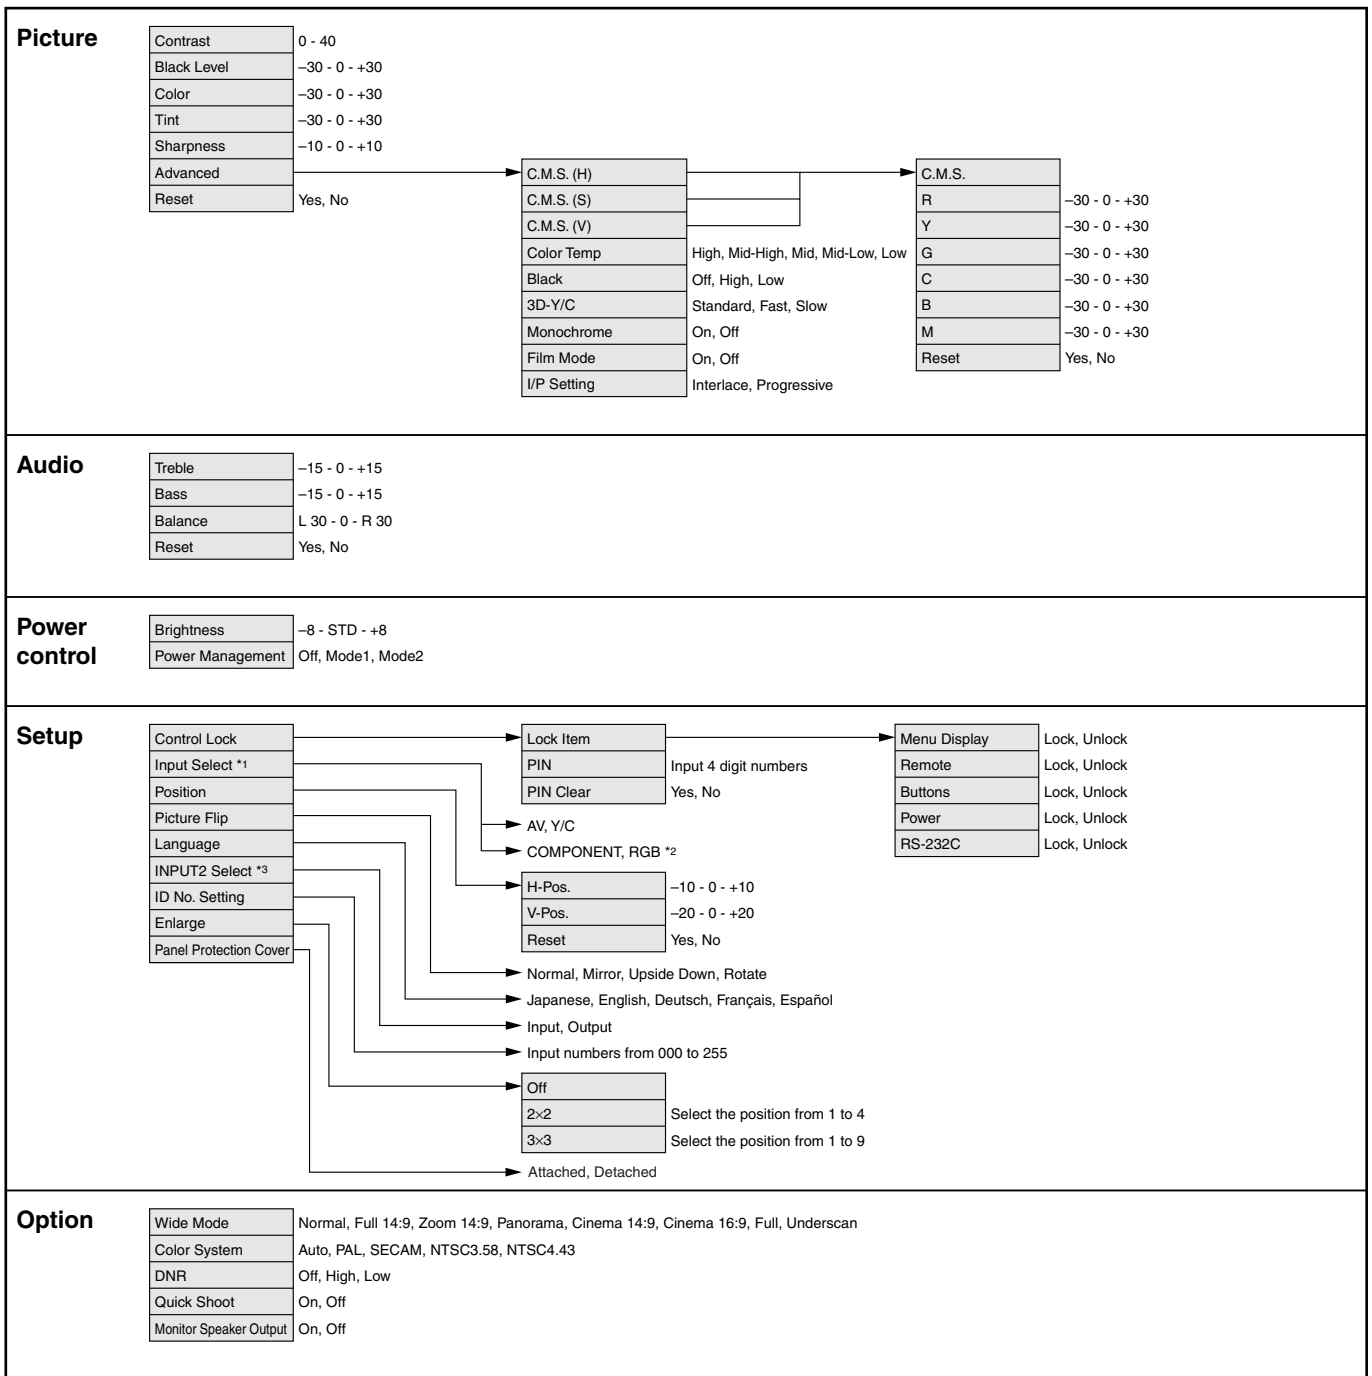 Picture
Contrast 0 - 40
Black Level –30 - 0 - +30
Color –30 - 0 - +30
Tint –30 - 0 - +30
Sharpness –10 - 0 - +10
Advanced
Reset Yes, No
C.M.S. (H)
C.M.S. (S)
C.M.S. (V)
Color Temp High, Mid-High, Mid, Mid-Low, Low
Black Off, High, Low
3D-Y/C Standard, Fast, Slow
Monochrome On, Off
Film Mode On, Off
I/P Setting Interlace, Progressive
C.M.S.
R –30 - 0 - +30
Y –30 - 0 - +30
G –30 - 0 - +30
C –30 - 0 - +30
B –30 - 0 - +30
M –30 - 0 - +30
Reset Yes, No
Audio
Treble –15 - 0 - +15
Bass –15 - 0 - +15
Balance L 30 - 0 - R 30
Reset Yes, No
Power
control
Brightness –8 - STD - +8
Power Management Off, Mode1, Mode2
Setup
Control Lock
Input Select *1
Position
Picture Flip
Language
INPUT2 Select *3
ID No. Setting
Enlarge
Panel Protection Cover
Lock Item
PIN Input 4 digit numbers
PIN Clear Yes, No
AV, Y/C
COMPONENT, RGB *2
H-Pos. –10 - 0 - +10
V-Pos. –20 - 0 - +20
Reset Yes, No
Normal, Mirror, Upside Down, Rotate
Japanese, English, Deutsch, Français, Español
Input, Output
Input numbers from 000 to 255
Off
2×2 Select the position from 1 to 4
3×3 Select the position from 1 to 9
Attached, Detached
Menu Display Lock, Unlock
Remote Lock, Unlock
Buttons Lock, Unlock
Power Lock, Unlock
RS-232C Lock, Unlock
Option
Wide Mode Normal, Full 14:9, Zoom 14:9, Panorama, Cinema 14:9, Cinema 16:9, Full, Underscan
Color System Auto, PAL, SECAM, NTSC3.58, NTSC4.43
DNR Off, High, Low
Quick Shoot On, Off
Monitor Speaker Output On, Off